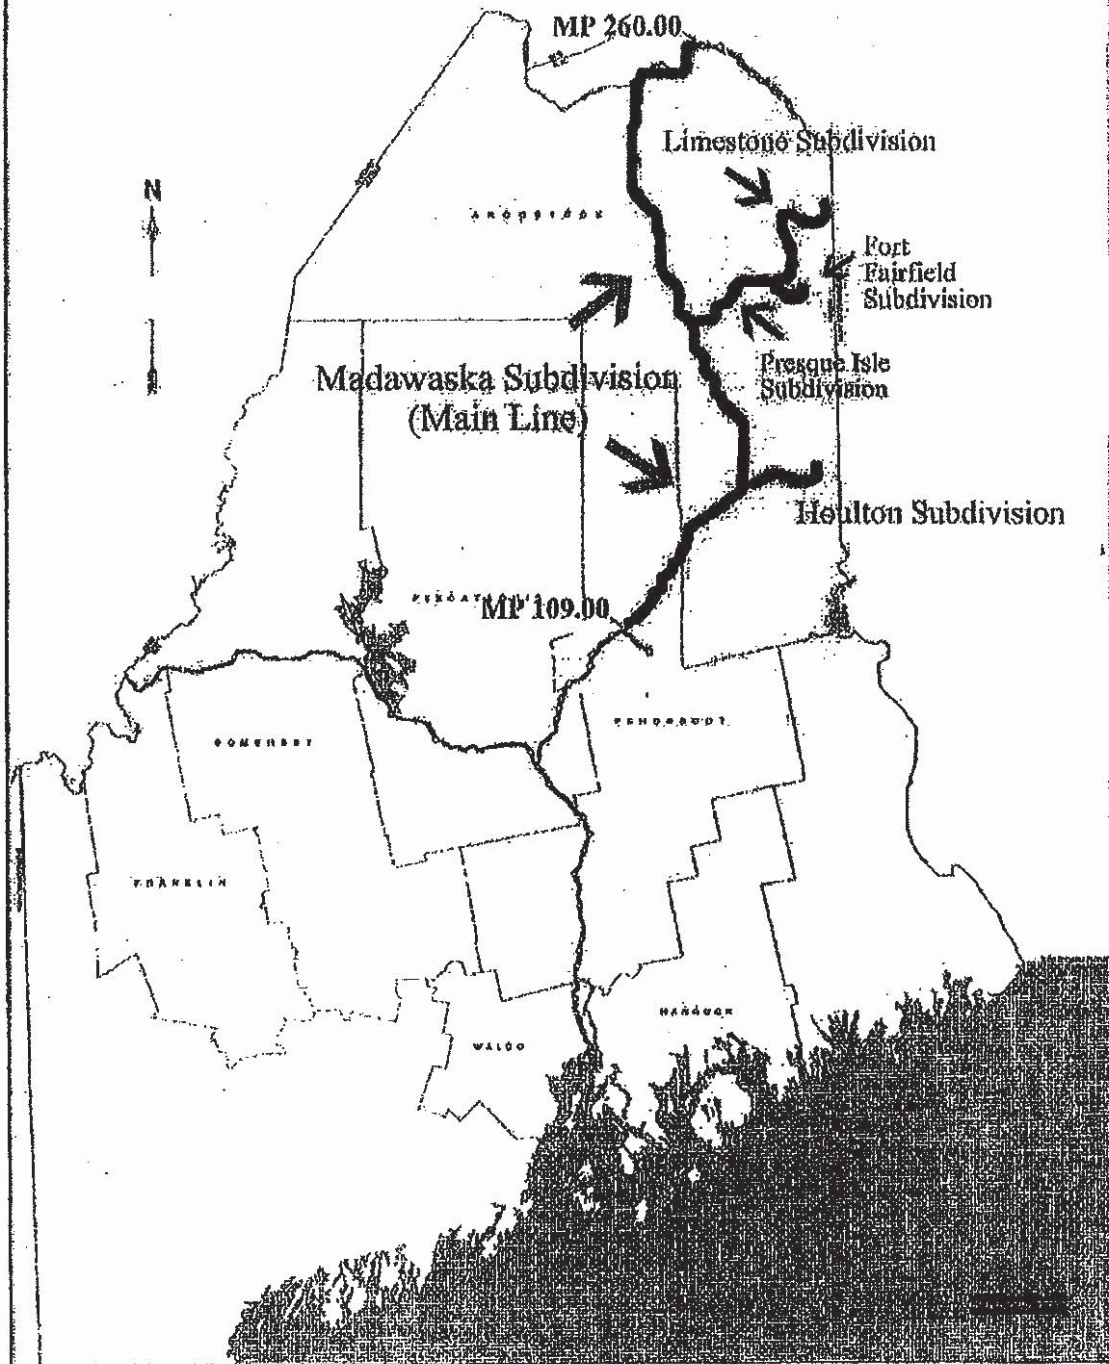 MP 260.00
Limestone Subdivision
N
AROOSTOOK
Fort
Fairfield
Subdivision
Presque Isle
Subdivision
Madawaska Subdivision
(Main Line)
Houlton Subdivision
MP 109.00
PENOBSCOT
SOMERSET
FRANKLIN
HANCOCK
WALDO